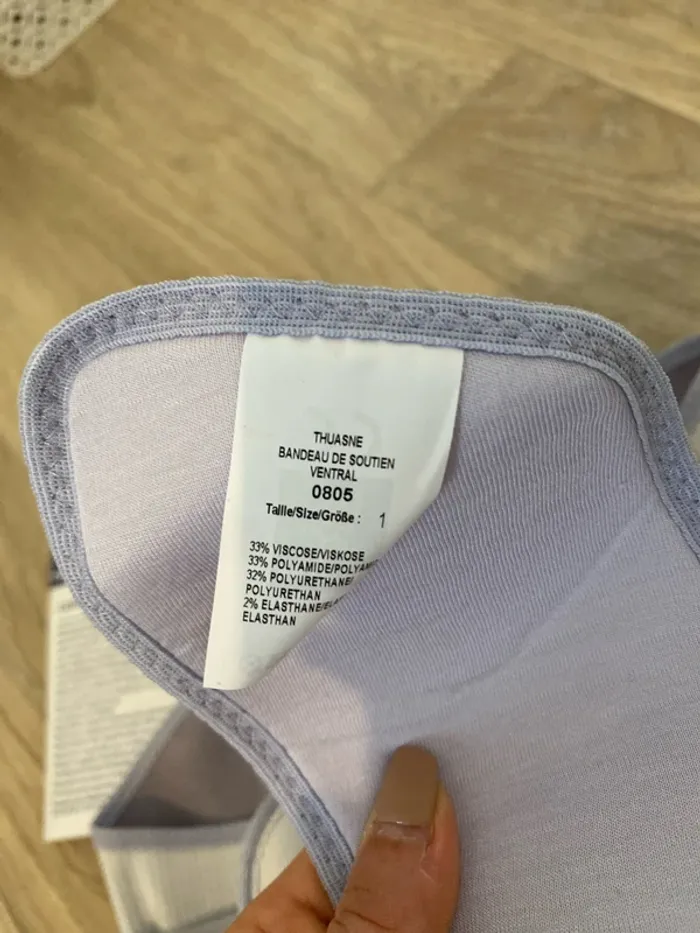 THUASNE
BANDEAU DE SOUTIEN
VENTRAL
0805
Taille/Size/Größe : 1
33% VISCOSE/VISKOSE
33% POLYAMIDE/
32% POLYURETHANE/
POLYURETHAN
2% ELASTHANE/
ELASTHAN